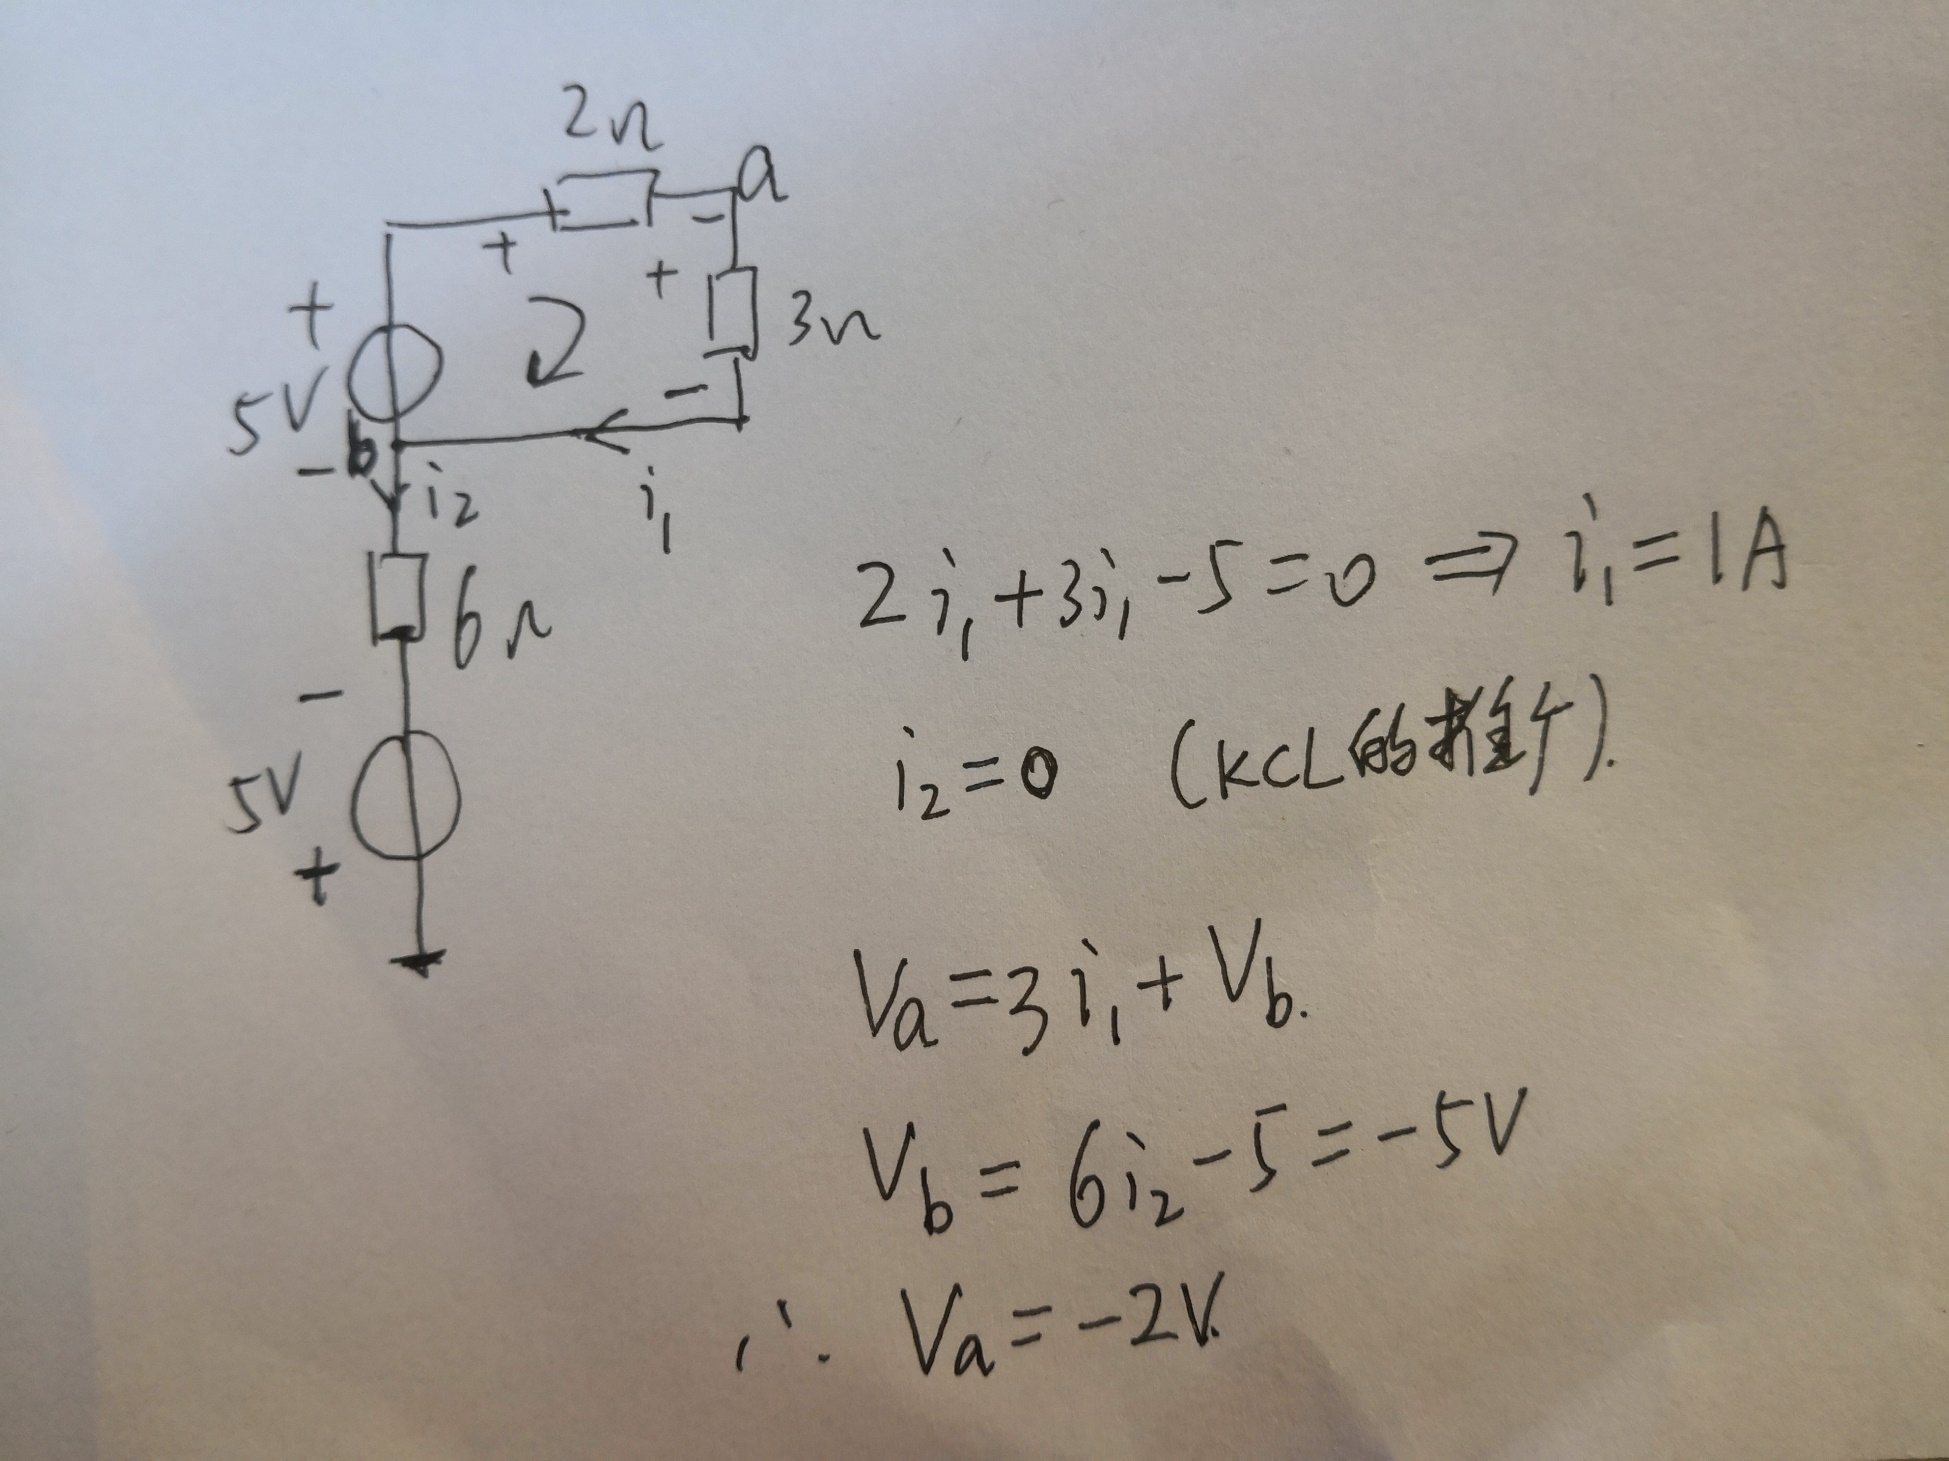 2Ω
a
+
-
+
+
3Ω
5V
-
b
-
i₂
i₁
6Ω
-
5V
+
2i₁+3i₁-5=0 ⇒ i₁=1A
i₂=0 (KCL的推广).
Va=3i₁+Vb.
Vb=6i₂-5=-5V
∴ Va=-2V.